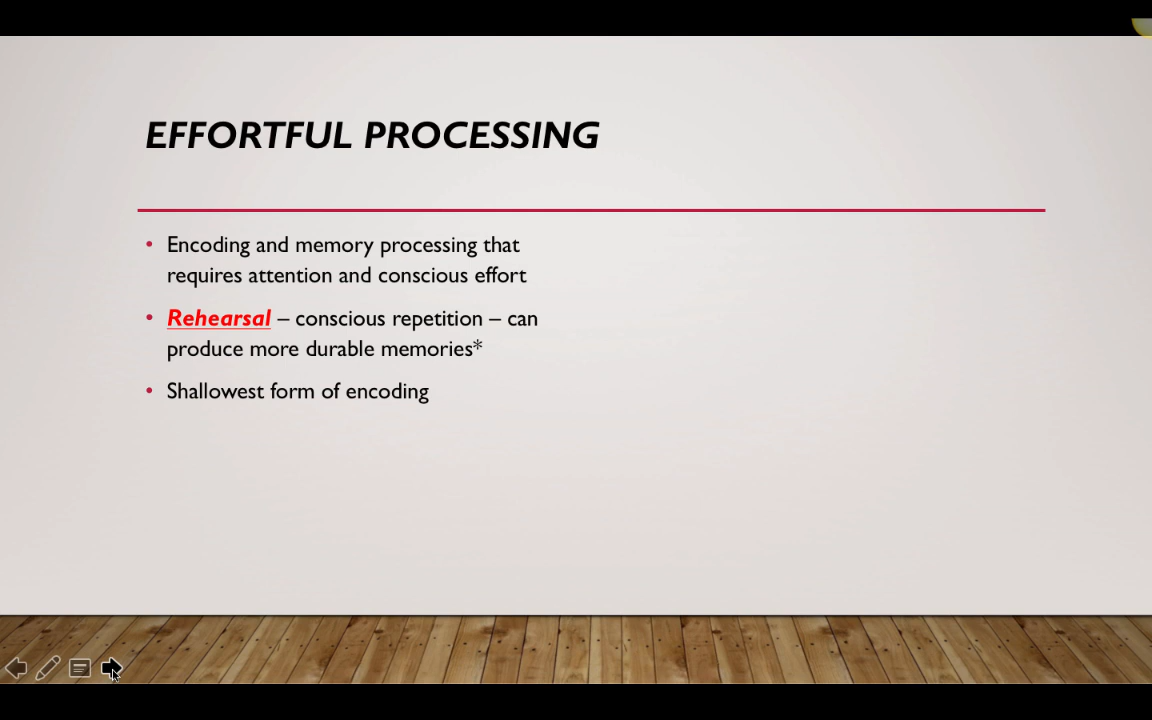 EFFORTFUL PROCESSING
• Encoding and memory processing that
requires attention and conscious effort
• Rehearsal – conscious repetition – can
produce more durable memories*
• Shallowest form of encoding